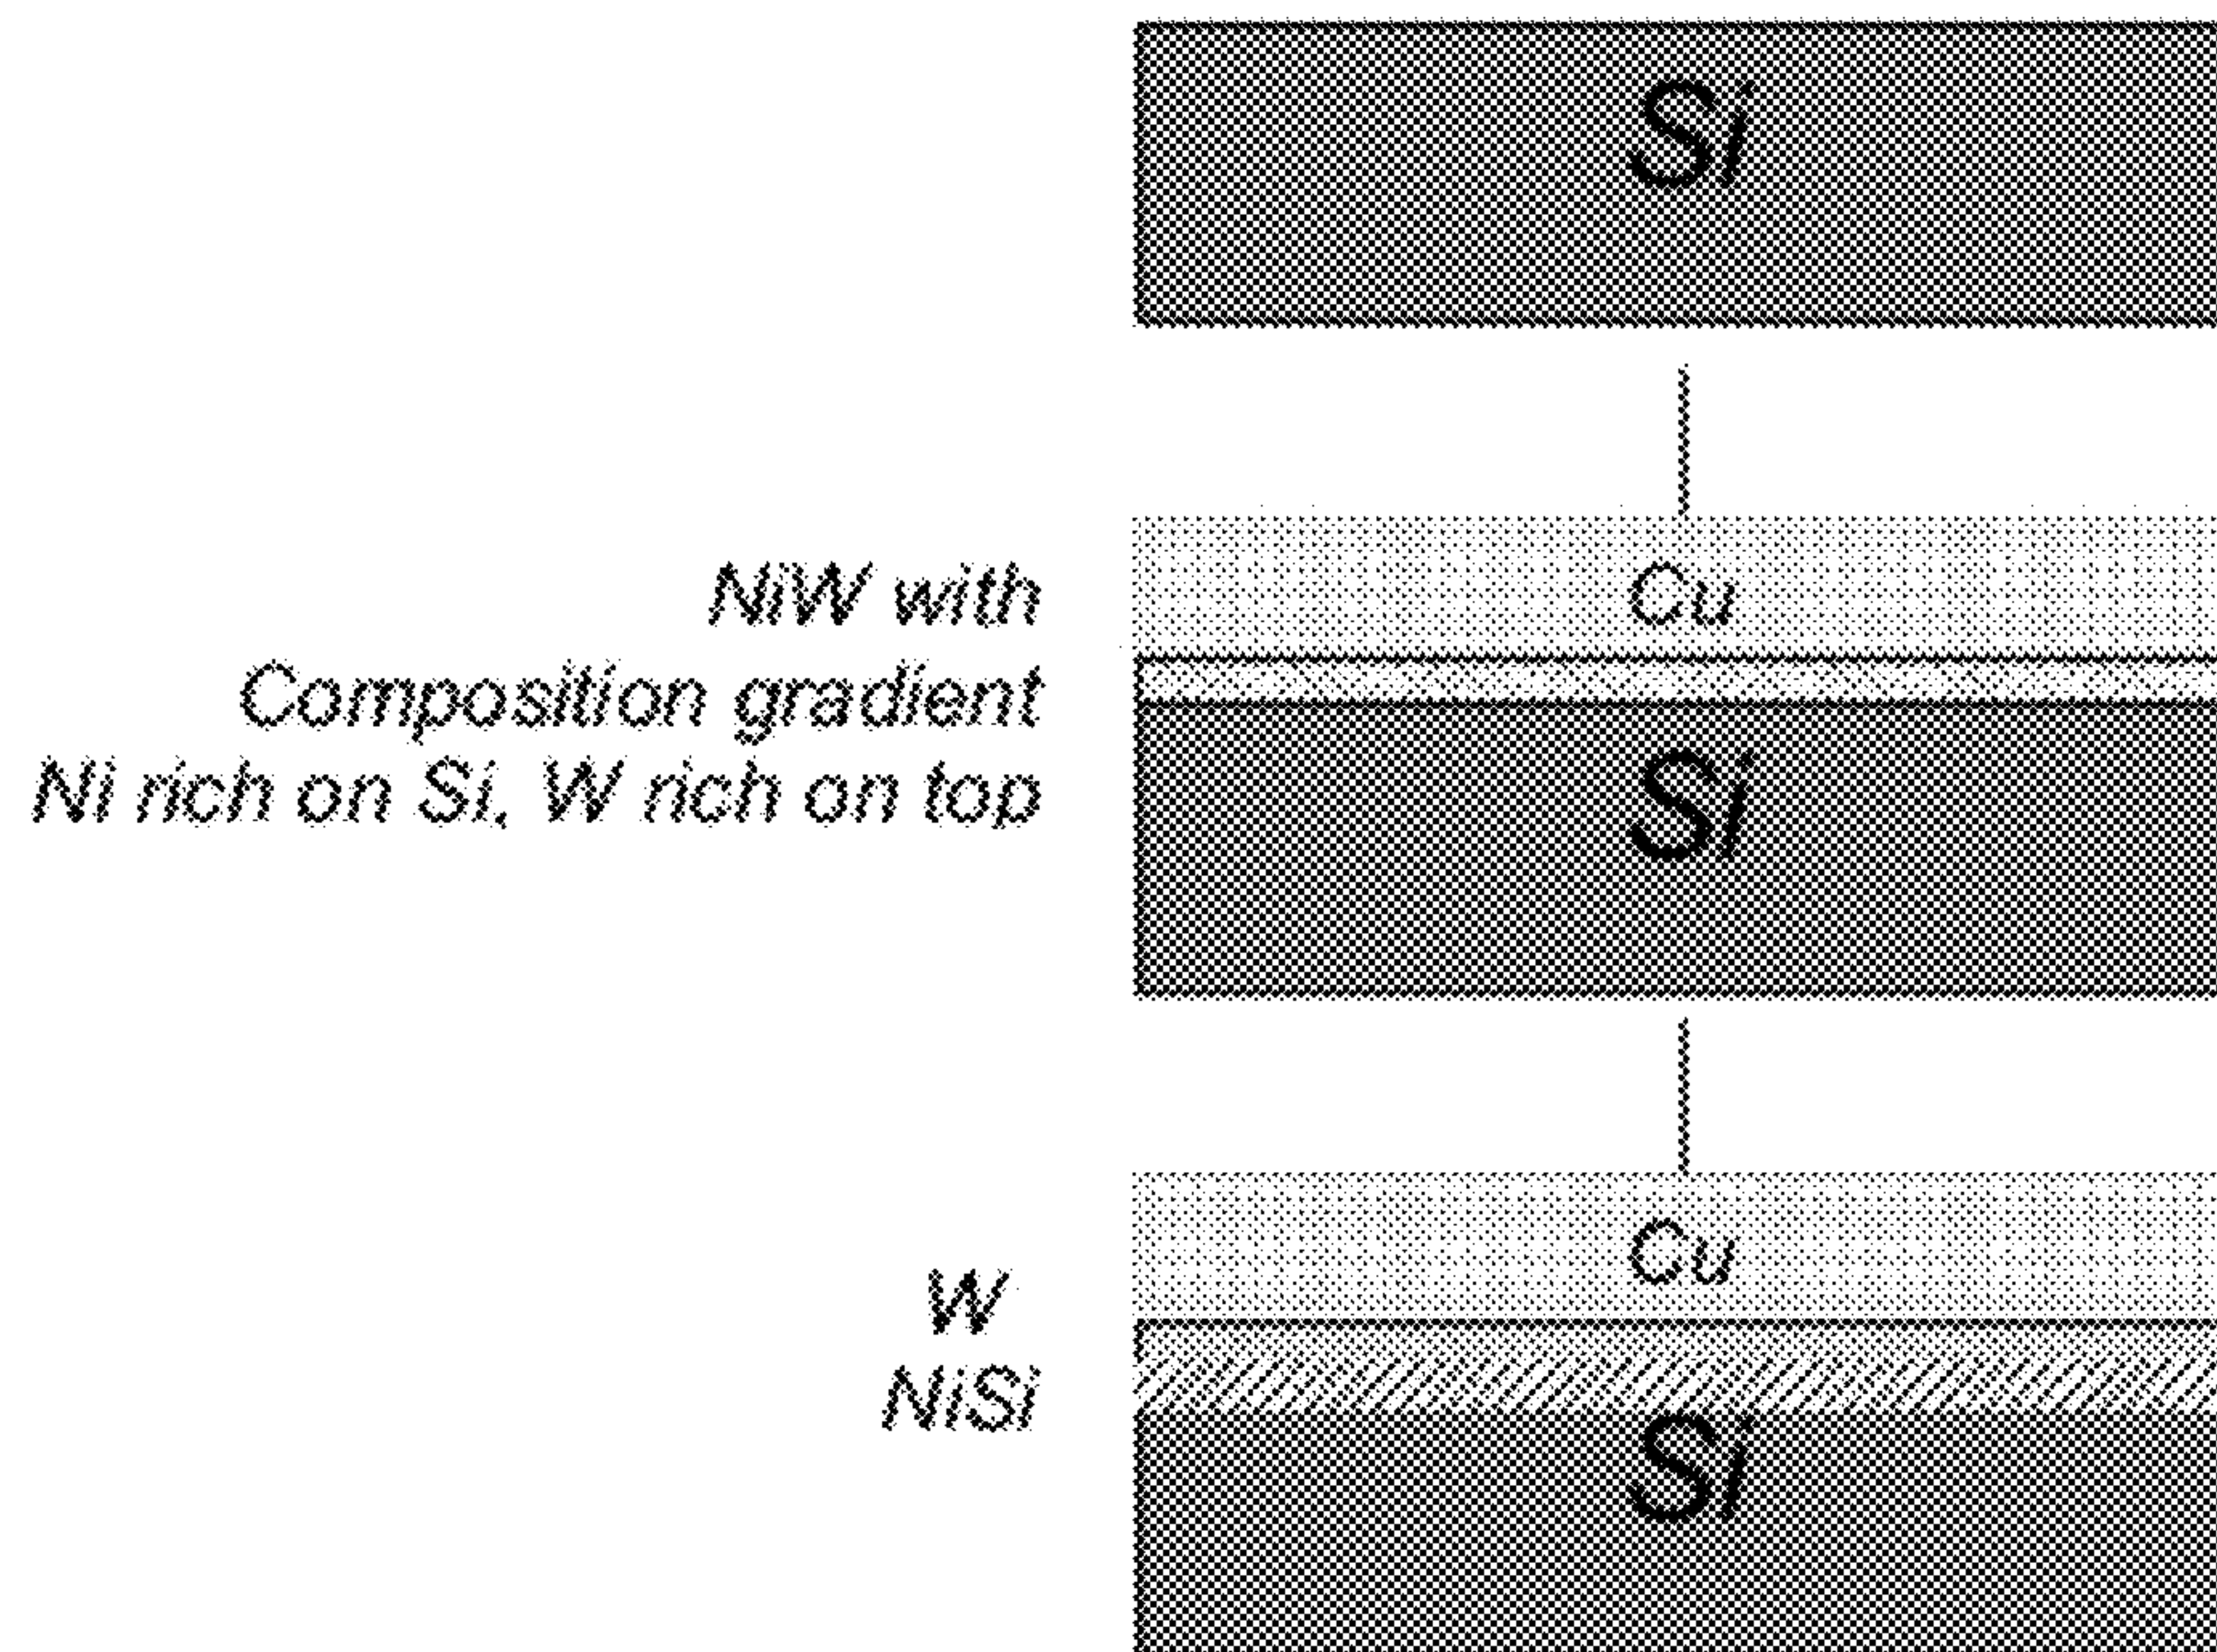 Si
Cu
NiW with
Composition gradient
Ni rich on Si, W rich on top
Si
Cu
W
NiSi
Si